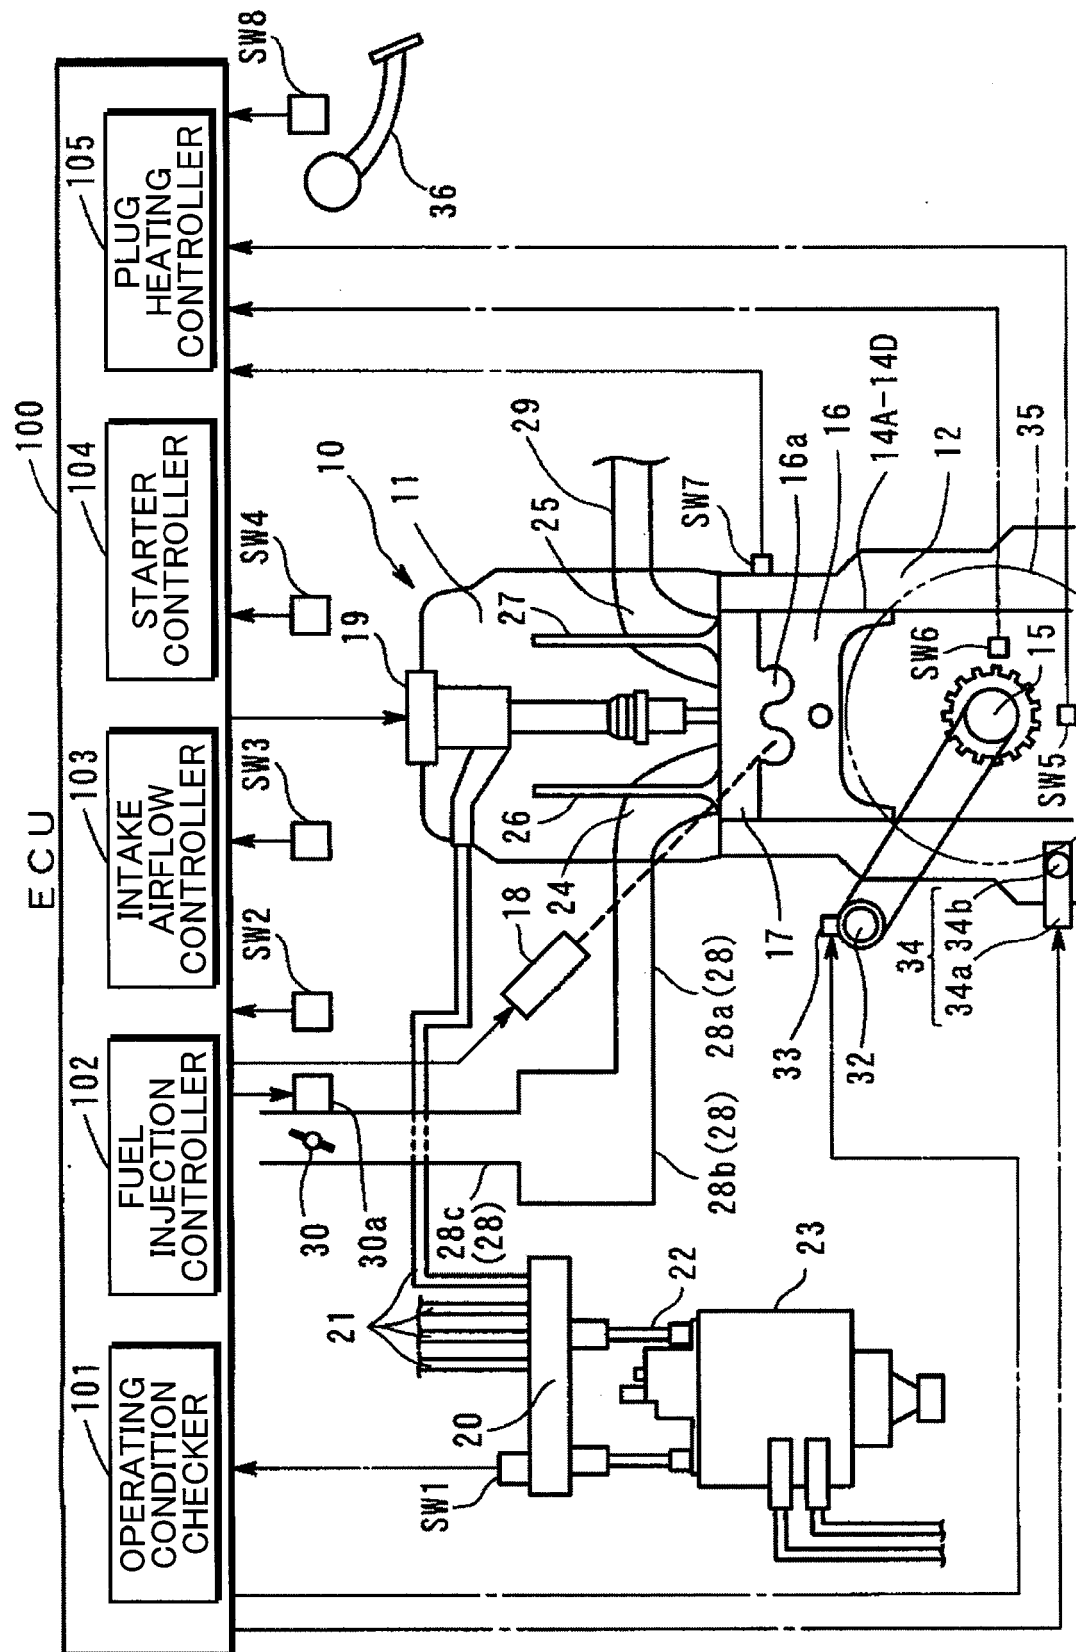 ECU
100
101
OPERATING
CONDITION
CHECKER
102
FUEL
INJECTION
CONTROLLER
103
INTAKE
AIRFLOW
CONTROLLER
104
STARTER
CONTROLLER
105
PLUG
HEATING
CONTROLLER
SW2
SW3
SW4
SW8
36
30
30a
19
10
11
28c
(28)
21
18
24
26
27
25
29
SW1
20
22
23
28b(28)
28a(28)
17
SW7
16a
16
14A-14D
12
35
33
32
34
34a
34b
SW6
15
SW5